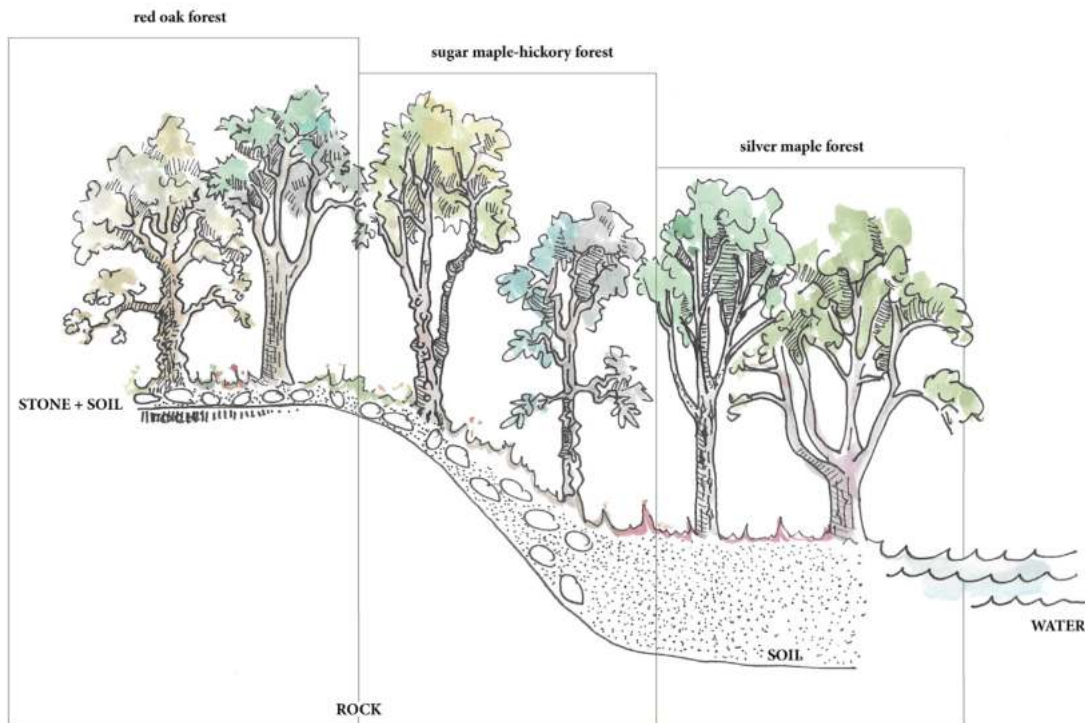 red oak forest
sugar maple-hickory forest
silver maple forest
STONE + SOIL
WATER
SOIL
ROCK